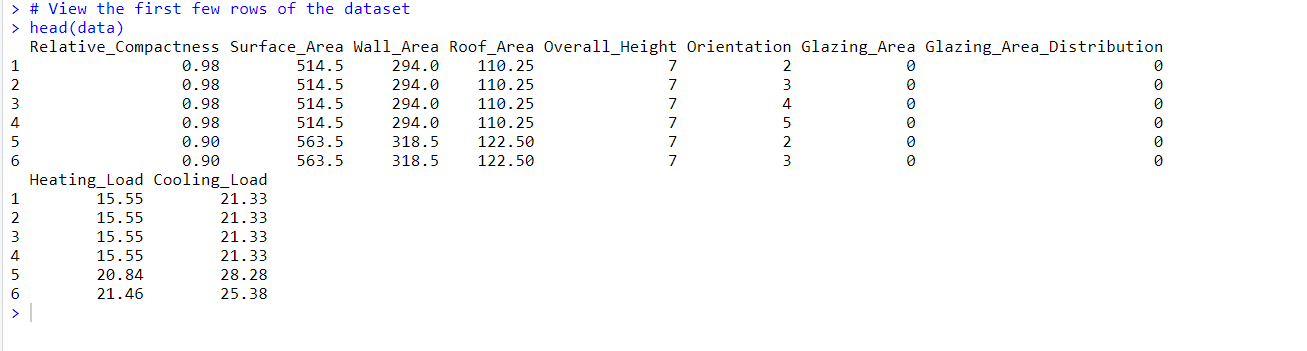 > # View the first few rows of the dataset
> head(data)
  Relative_Compactness Surface_Area Wall_Area Roof_Area Overall_Height Orientation Glazing_Area Glazing_Area_Distribution
1                 0.98        514.5     294.0    110.25              7           2            0                         0
2                 0.98        514.5     294.0    110.25              7           3            0                         0
3                 0.98        514.5     294.0    110.25              7           4            0                         0
4                 0.98        514.5     294.0    110.25              7           5            0                         0
5                 0.90        563.5     318.5    122.50              7           2            0                         0
6                 0.90        563.5     318.5    122.50              7           3            0                         0
  Heating_Load Cooling_Load
1        15.55        21.33
2        15.55        21.33
3        15.55        21.33
4        15.55        21.33
5        20.84        28.28
6        21.46        25.38
>